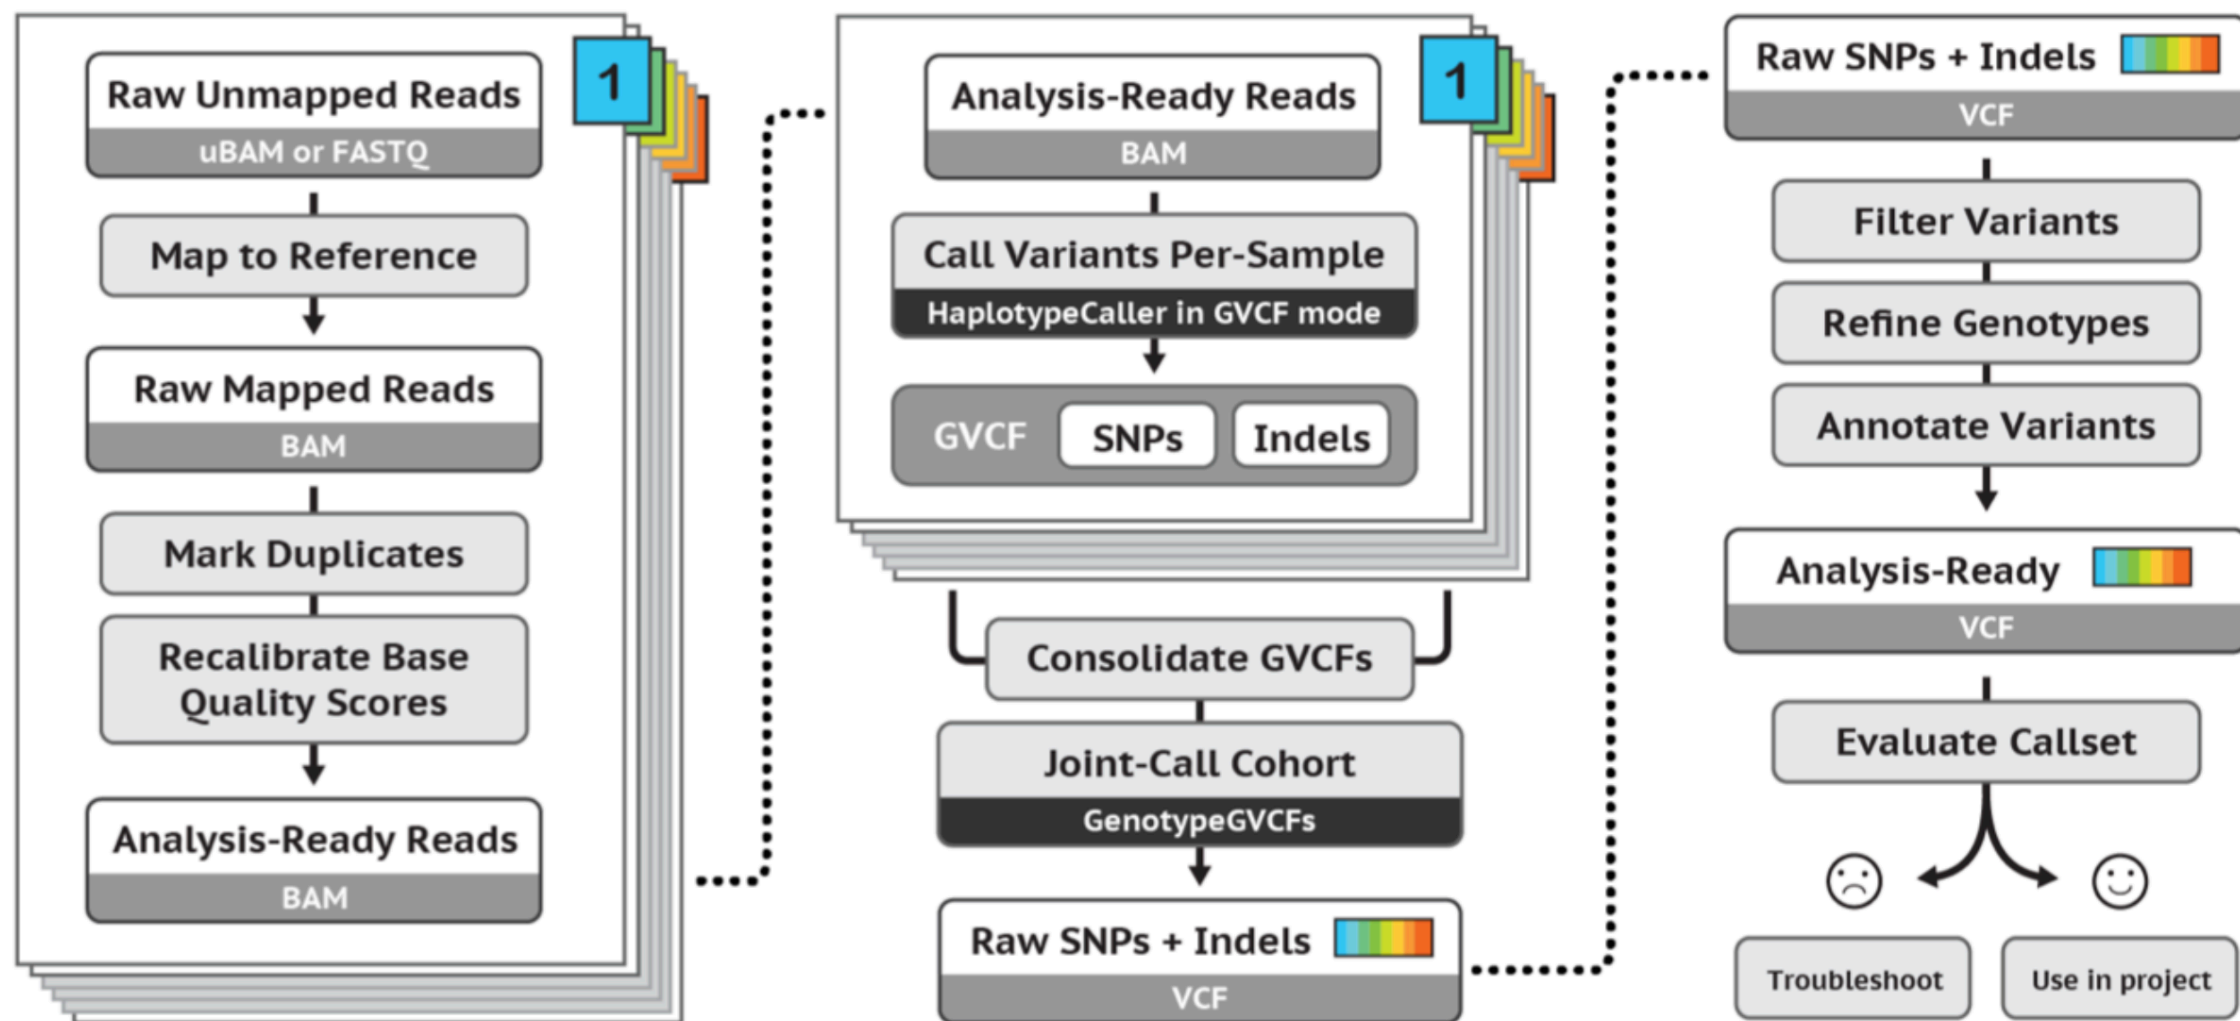 1
Raw Unmapped Reads
uBAM or FASTQ
Map to Reference
Raw Mapped Reads
BAM
Mark Duplicates
Recalibrate Base
Quality Scores
Analysis-Ready Reads
BAM
1
Analysis-Ready Reads
BAM
Call Variants Per-Sample
HaplotypeCaller in GVCF mode
GVCF SNPs Indels
Consolidate GVCFs
Joint-Call Cohort
GenotypeGVCFs
Raw SNPs + Indels
VCF
Raw SNPs + Indels
VCF
Filter Variants
Refine Genotypes
Annotate Variants
Analysis-Ready
VCF
Evaluate Callset
Troubleshoot
Use in project